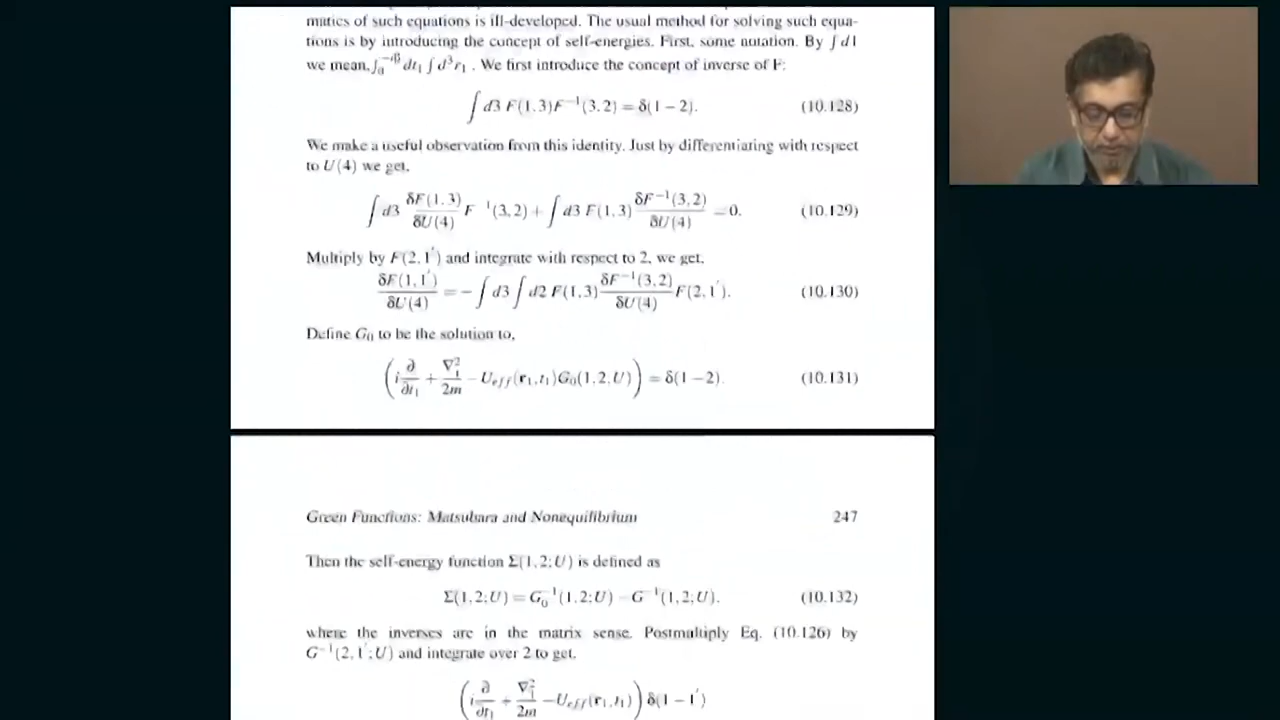 matics of such equations is ill-developed. The usual method for solving such equa-
tions is by introducing the concept of self-energies. First, some notation. By ∫ d1
we mean, ∫₀^{-iβ} dt₁ ∫ d³r₁ . We first introduce the concept of inverse of F:
∫ d3 F(1,3)F⁻¹(3,2) = δ(1−2). (10.128)
We make a useful observation from this identity. Just by differentiating with respect
to U(4) we get,
∫ d3 δF(1,3)/δU(4) F⁻¹(3,2) + ∫ d3 F(1,3) δF⁻¹(3,2)/δU(4) = 0. (10.129)
Multiply by F(2,1′) and integrate with respect to 2, we get,
δF(1,1′)/δU(4) = − ∫ d3 ∫ d2 F(1,3) δF⁻¹(3,2)/δU(4) F(2,1′). (10.130)
Define G₀ to be the solution to,
(i ∂/∂t₁ + ∇₁²/2m − U_{eff}(r₁,t₁)G₀(1,2,U)) = δ(1−2). (10.131)
Green Functions: Matsubara and Nonequilibrium 247
Then the self-energy function Σ(1,2;U) is defined as
Σ(1,2;U) = G₀⁻¹(1,2;U) − G⁻¹(1,2;U). (10.132)
where the inverses are in the matrix sense. Postmultiply Eq. (10.126) by
G⁻¹(2,1′;U) and integrate over 2 to get,
(i ∂/∂t₁ + ∇₁²/2m − U_{eff}(r₁,t₁)) δ(1−1′)